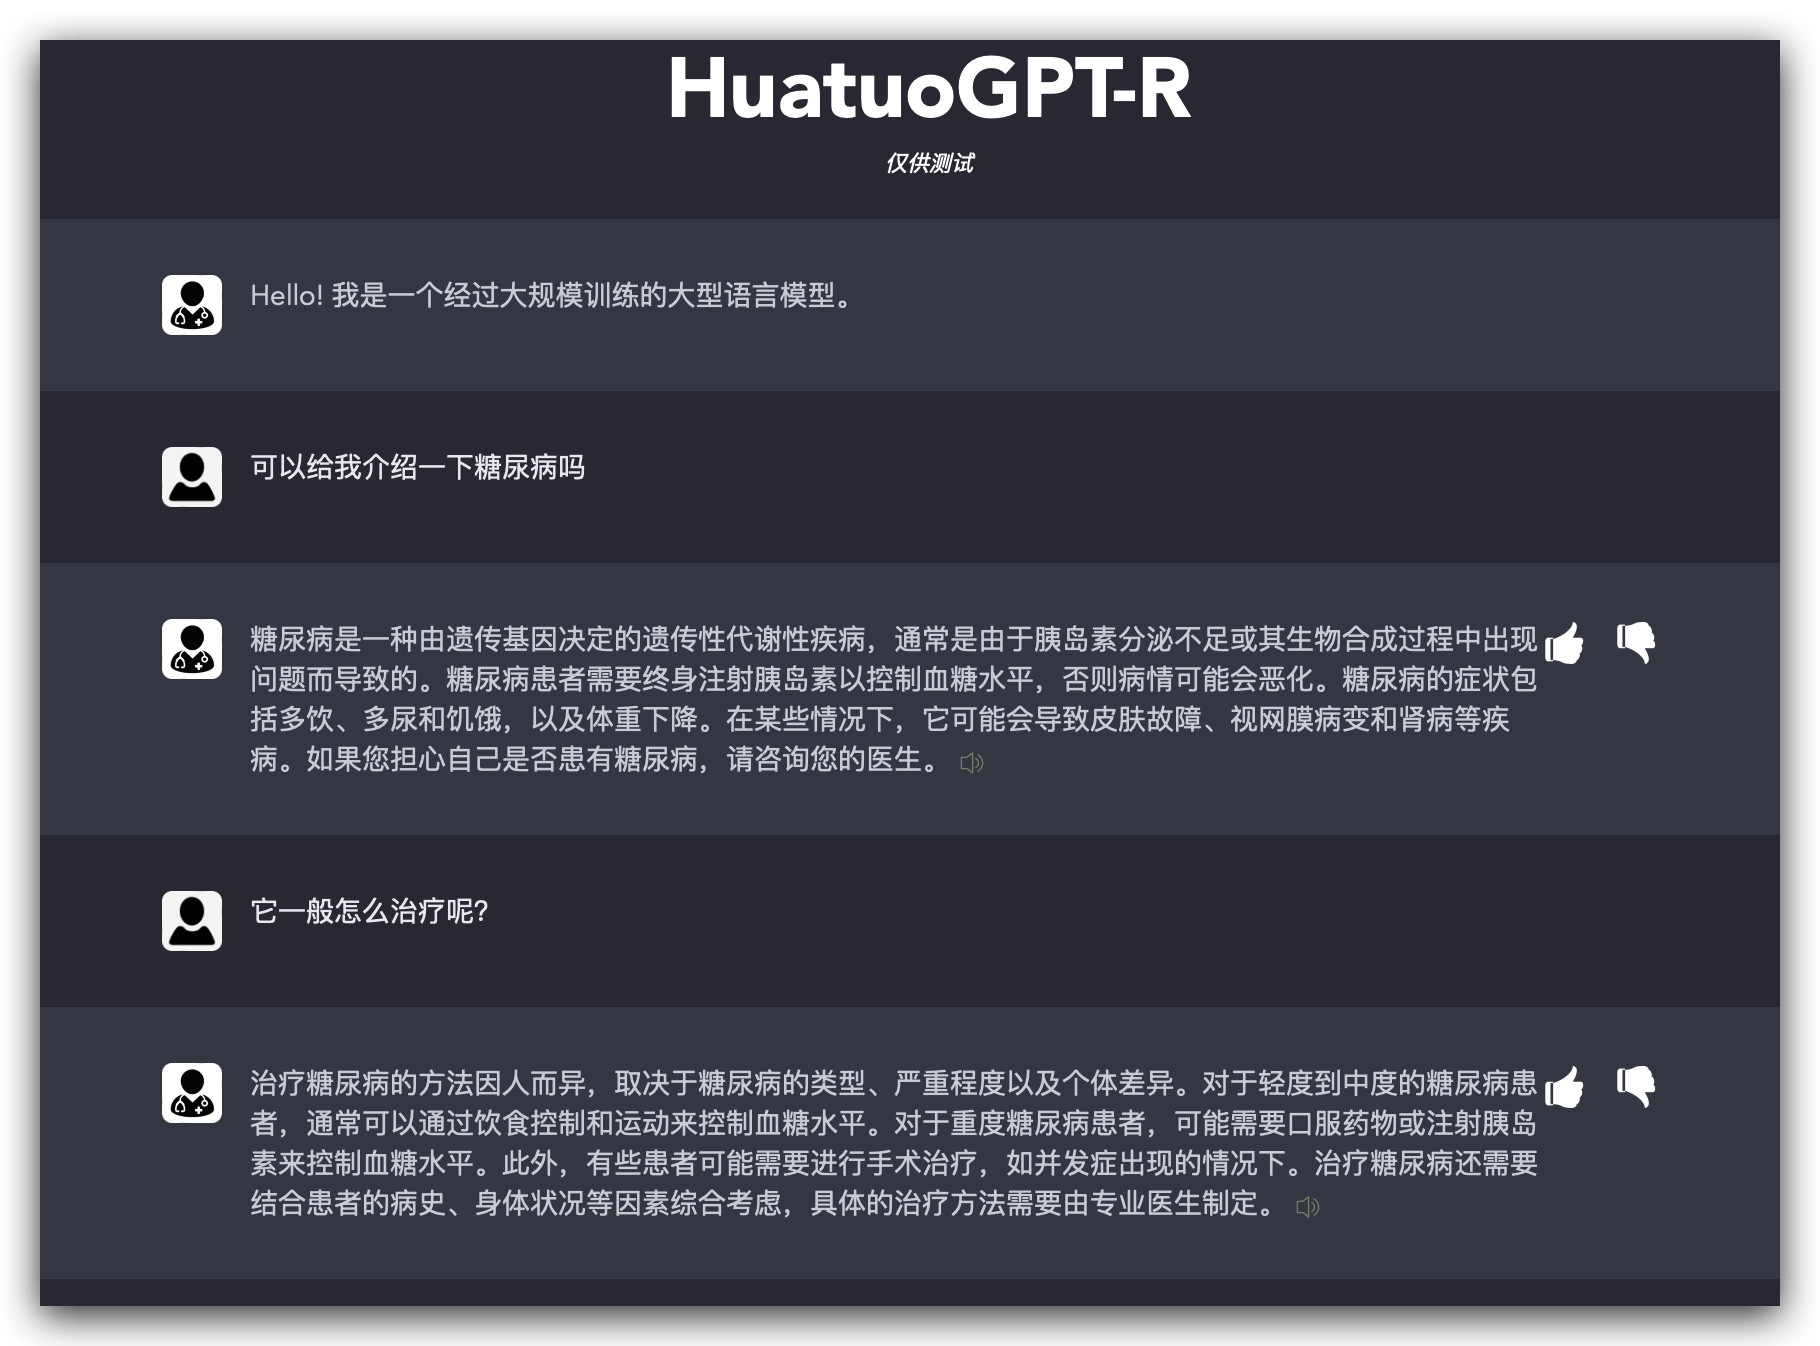 HuatuoGPT-R
仅供测试
Hello! 我是一个经过大规模训练的大型语言模型。
可以给我介绍一下糖尿病吗
糖尿病是一种由遗传基因决定的遗传性代谢性疾病，通常是由于胰岛素分泌不足或其生物合成过程中出现
问题而导致的。糖尿病患者需要终身注射胰岛素以控制血糖水平，否则病情可能会恶化。糖尿病的症状包
括多饮、多尿和饥饿，以及体重下降。在某些情况下，它可能会导致皮肤故障、视网膜病变和肾病等疾
病。如果您担心自己是否患有糖尿病，请咨询您的医生。
它一般怎么治疗呢?
治疗糖尿病的方法因人而异，取决于糖尿病的类型、严重程度以及个体差异。对于轻度到中度的糖尿病患
者，通常可以通过饮食控制和运动来控制血糖水平。对于重度糖尿病患者，可能需要口服药物或注射胰岛
素来控制血糖水平。此外，有些患者可能需要进行手术治疗，如并发症出现的情况下。治疗糖尿病还需要
结合患者的病史、身体状况等因素综合考虑，具体的治疗方法需要由专业医生制定。